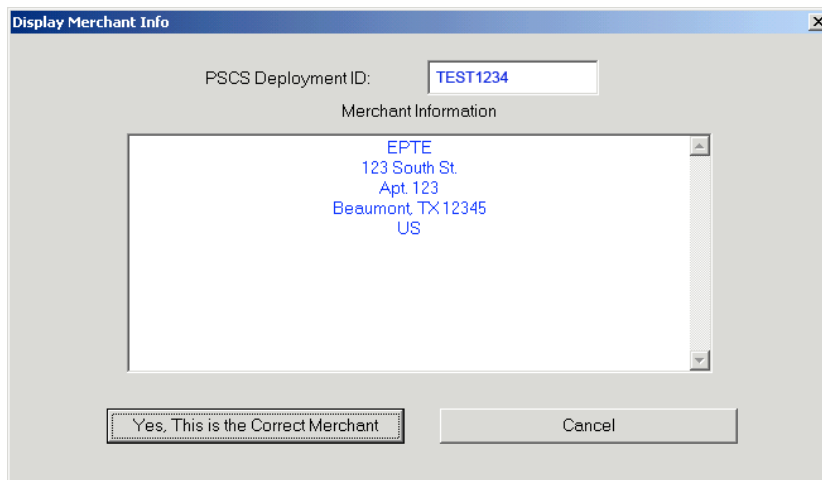 Display Merchant Info
PSCS Deployment ID: TEST1234
Merchant Information
EPTE
123 South St.
Apt. 123
Beaumont, TX 12345
US
Yes, This is the Correct Merchant Cancel